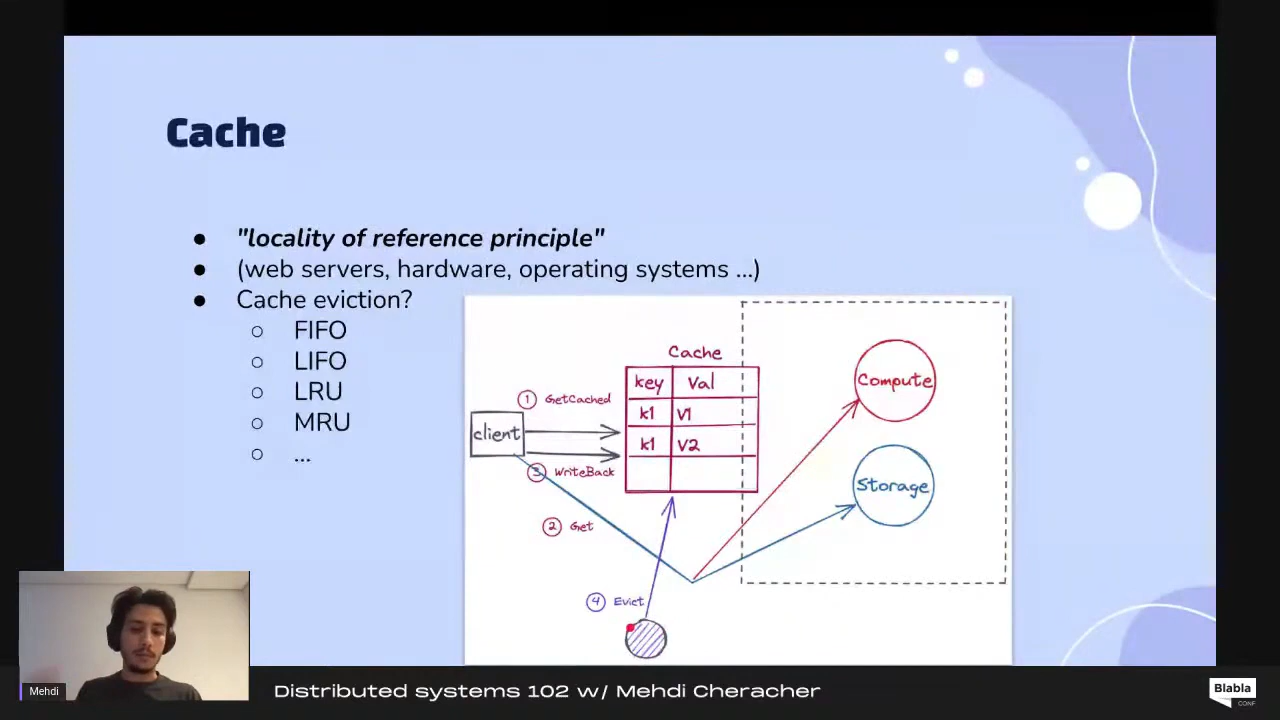 Cache
"locality of reference principle"
(web servers, hardware, operating systems ...)
Cache eviction?
FIFO
LIFO
LRU
MRU
...
Cache
key Val
k1 V1
k1 V2
client
1 GetCached
3 WriteBack
2 Get
4 Evict
Compute
Storage
Mehdi
Distributed systems 102 w/ Mehdi Cheracher
Blabla
CONF